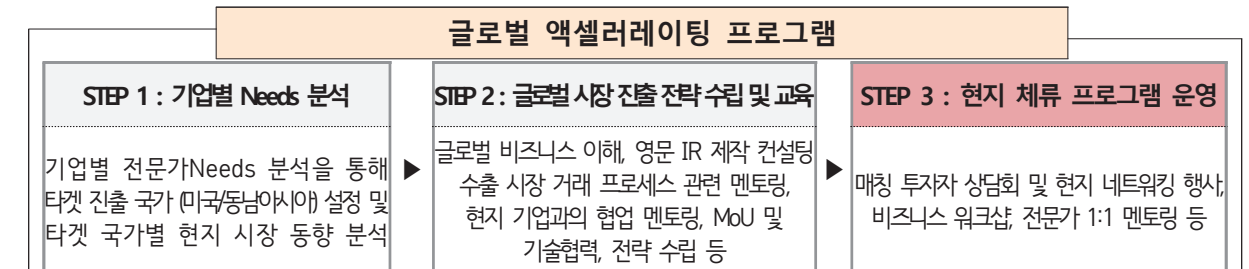 글로벌 액셀러레이팅 프로그램
STEP 1 : 기업별 Needs 분석
기업별 전문가Needs 분석을 통해
타겟 진출 국가 (미국/동남아시아) 설정 및
타겟 국가별 현지 시장 동향 분석
▶
STEP 2 : 글로벌 시장 진출 전략 수립 및 교육
글로벌 비즈니스 이해, 영문 IR 제작 컨설팅
수출 시장 거래 프로세스 관련 멘토링,
현지 기업과의 협업 멘토링, MoU 및
기술협력, 전략 수립 등
▶
STEP 3 : 현지 체류 프로그램 운영
매칭 투자자 상담회 및 현지 네트워킹 행사,
비즈니스 워크샵, 전문가 1:1 멘토링 등